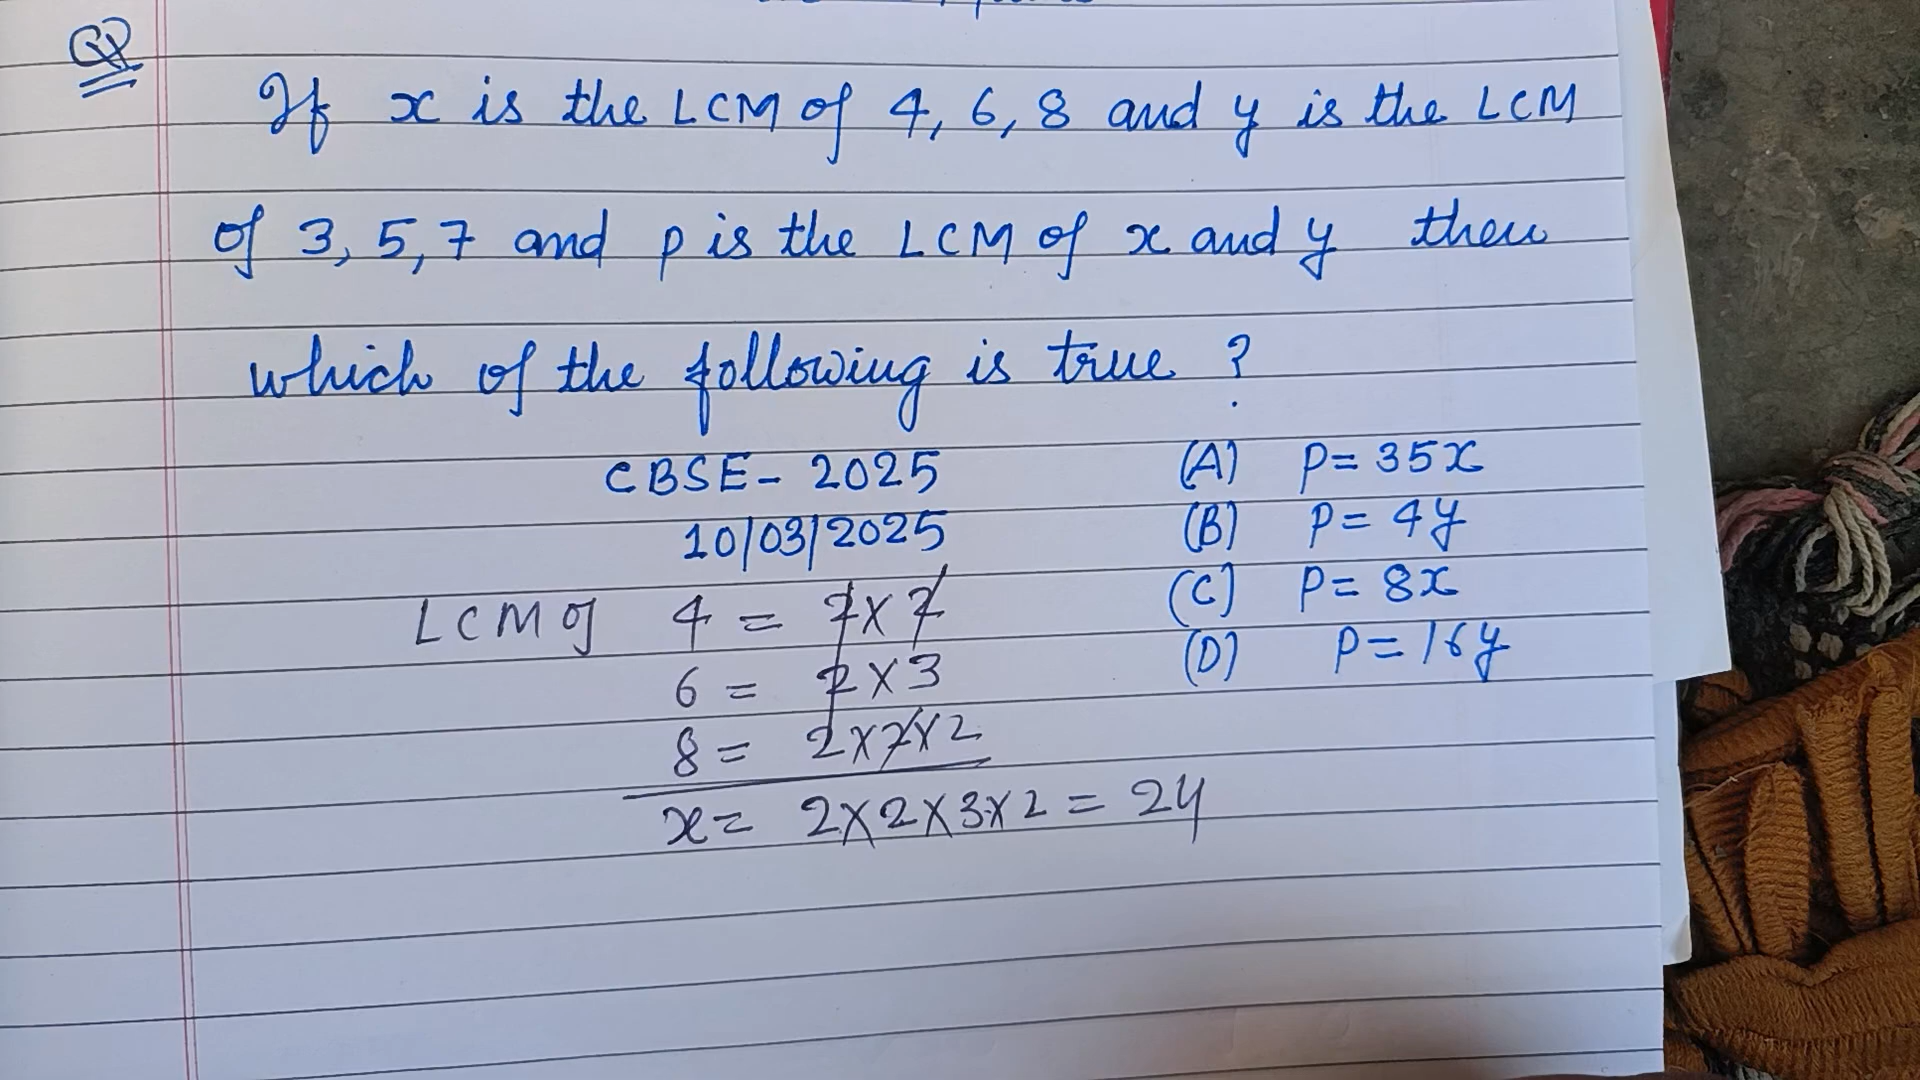 Q2
If x is the LCM of 4, 6, 8 and y is the LCM
of 3, 5, 7 and p is the LCM of x and y then
which of the following is true ?
CBSE - 2025
10/03/2025
(A) P = 35x
(B) P = 4y
(C) P = 8x
(D) P = 16y
LCM of 4 = 2 x 2
6 = 2 x 3
8 = 2 x 2 x 2
x = 2 x 2 x 3 x 2 = 24